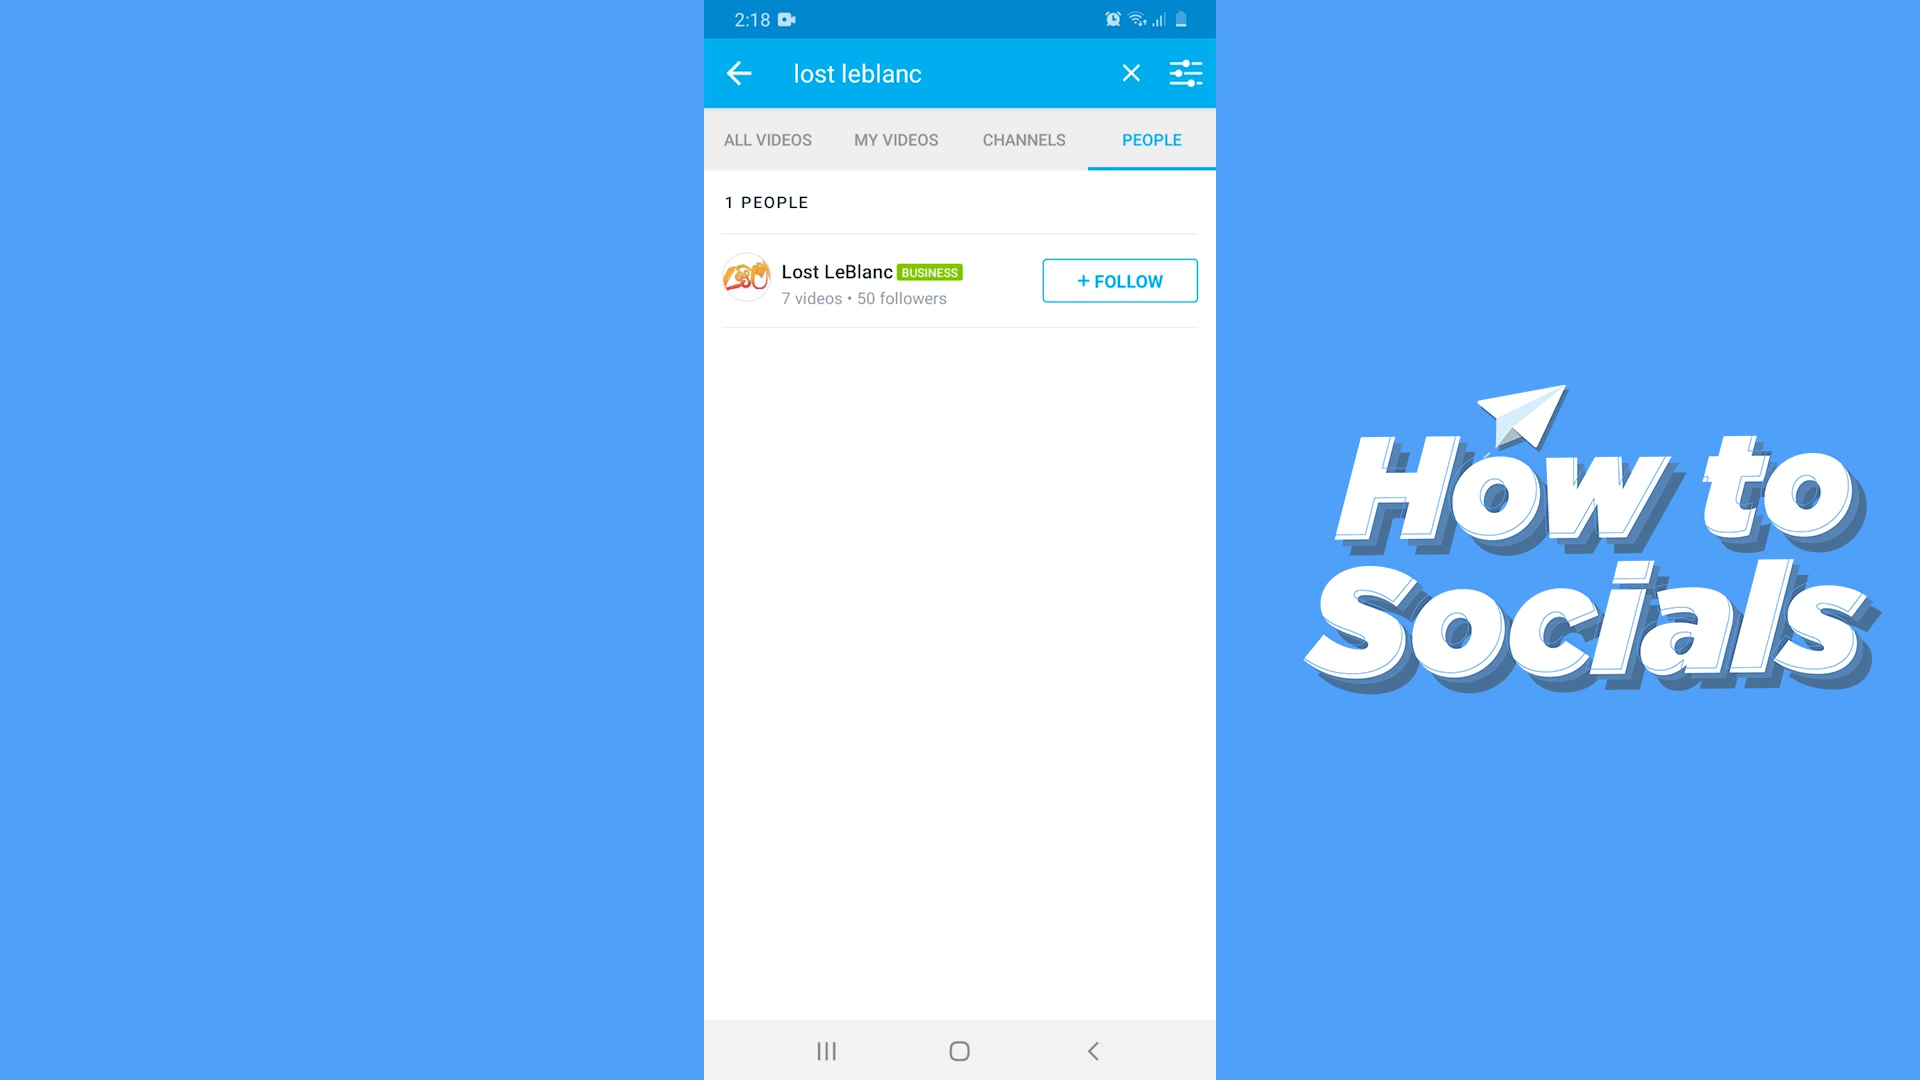 2:18
lost leblanc
ALL VIDEOS MY VIDEOS CHANNELS PEOPLE
1 PEOPLE
Lost LeBlanc BUSINESS
7 videos • 50 followers
+ FOLLOW
How to
Socials